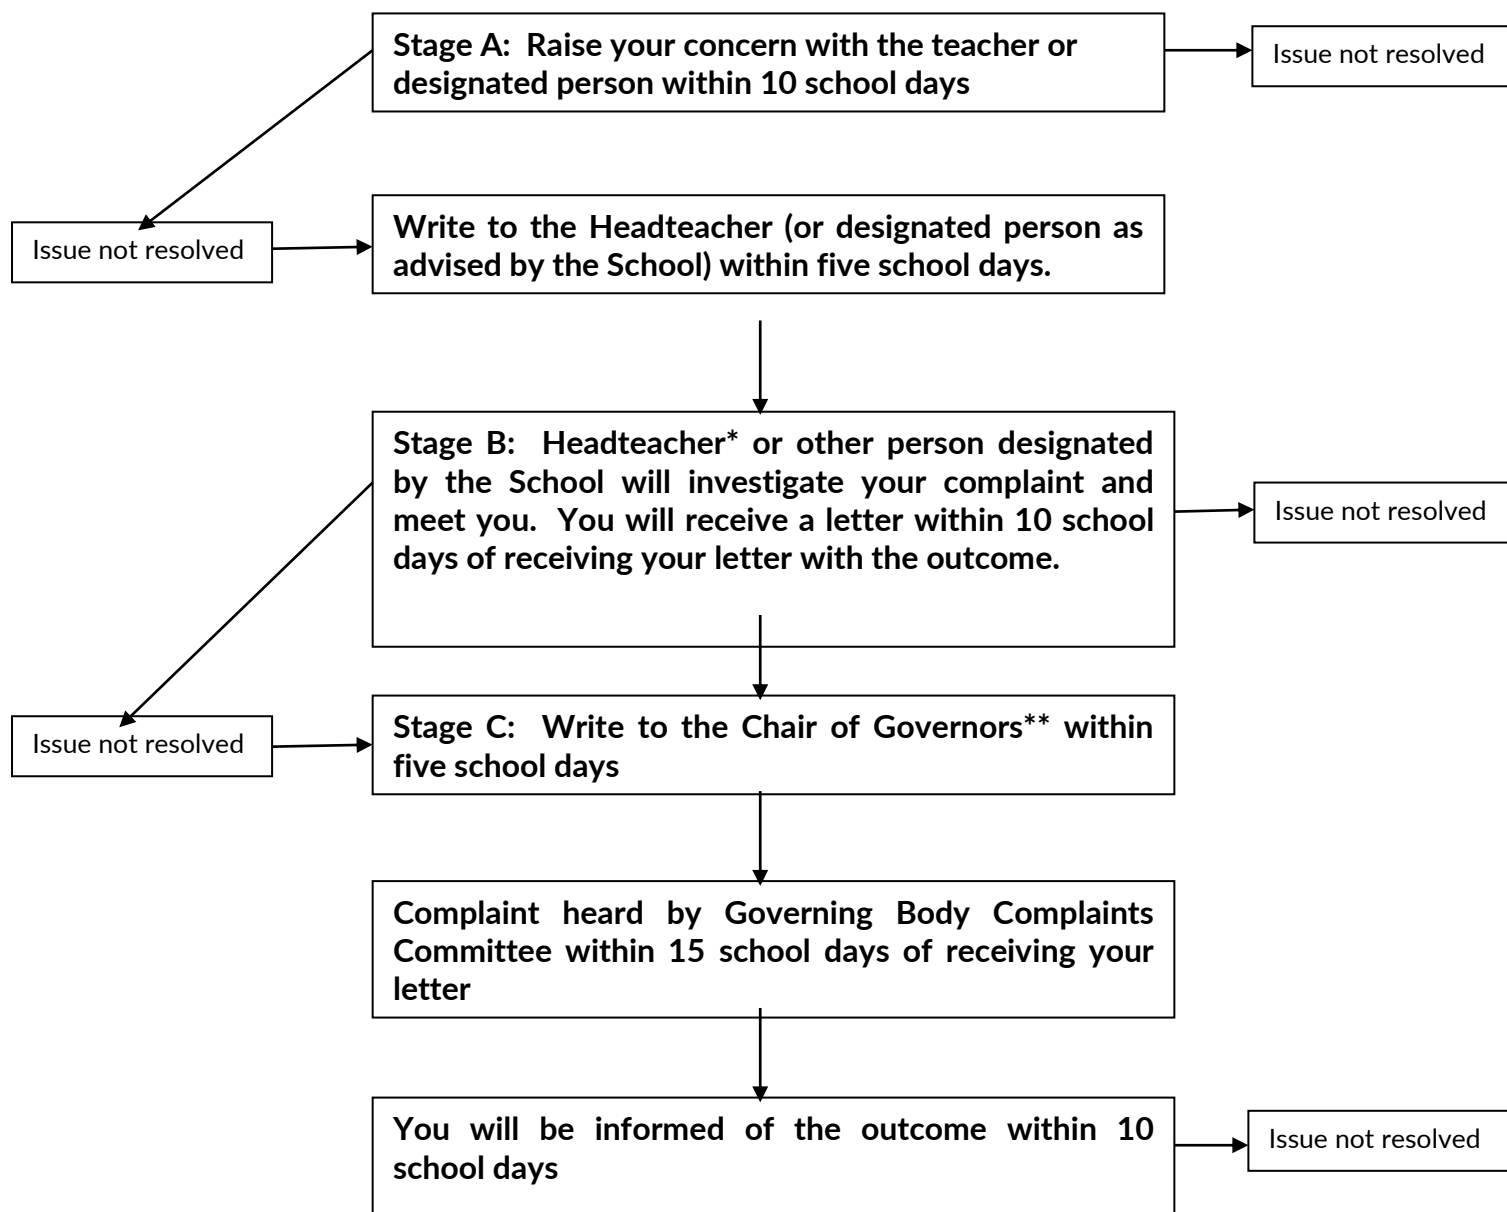 Stage A: Raise your concern with the teacher or
designated person within 10 school days
Issue not resolved
Issue not resolved
Write to the Headteacher (or designated person as
advised by the School) within five school days.
Stage B: Headteacher* or other person designated
by the School will investigate your complaint and
meet you. You will receive a letter within 10 school
days of receiving your letter with the outcome.
Issue not resolved
Issue not resolved
Stage C: Write to the Chair of Governors** within
five school days
Complaint heard by Governing Body Complaints
Committee within 15 school days of receiving your
letter
You will be informed of the outcome within 10
school days
Issue not resolved